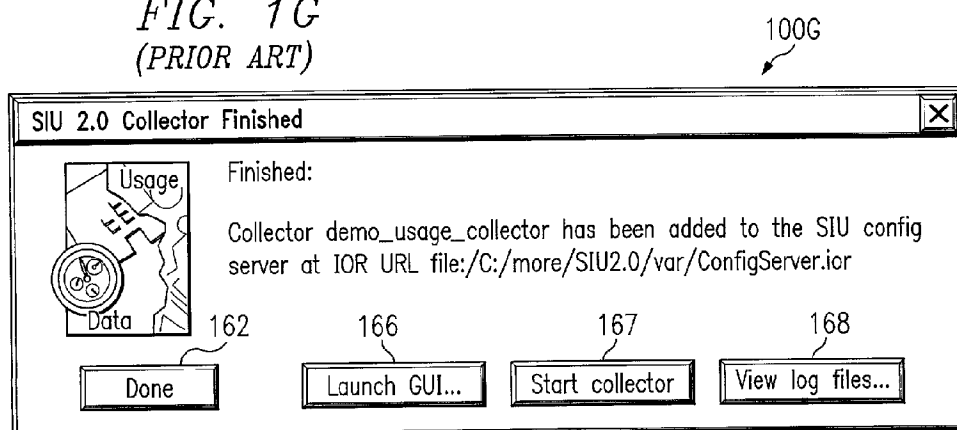 FIG. 1G
(PRIOR ART)
100G
SIU 2.0 Collector Finished
Usage
Data
Finished:
Collector demo_usage_collector has been added to the SIU config
server at IOR URL file:/C:/more/SIU2.0/var/ConfigServer.ior
162
166
167
168
Done
Launch GUI...
Start collector
View log files...